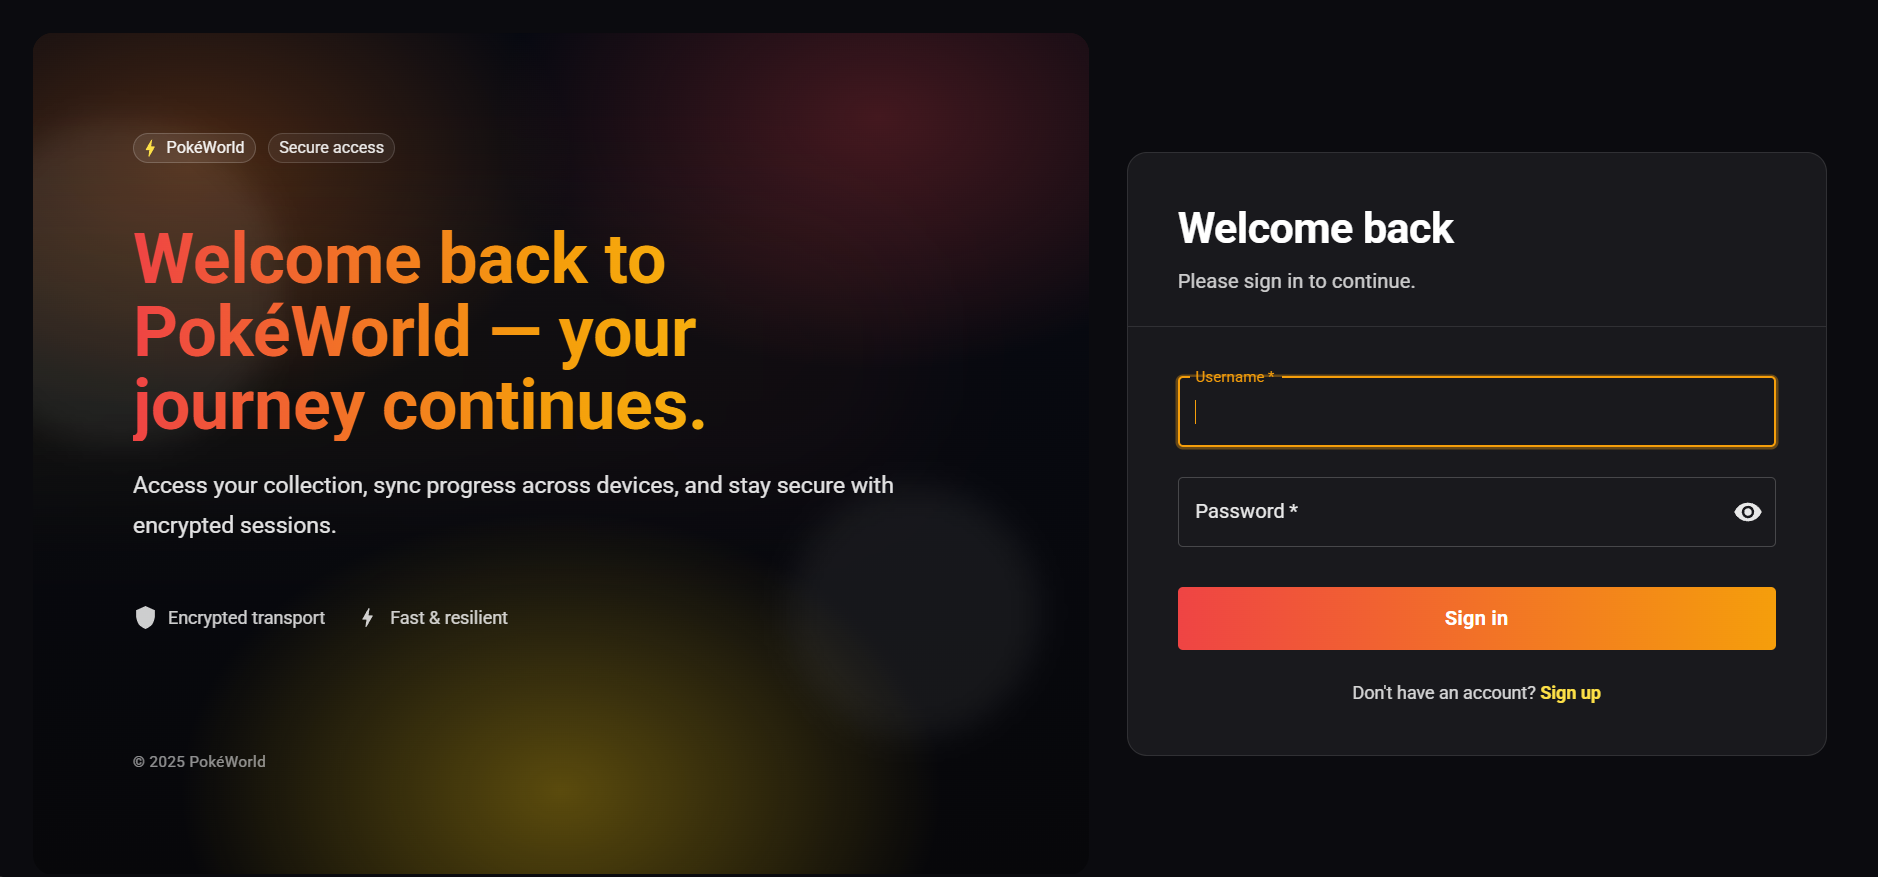 PokéWorld
Secure access
Welcome back to
PokéWorld — your
journey continues.
Access your collection, sync progress across devices, and stay secure with
encrypted sessions.
Encrypted transport
Fast & resilient
© 2025 PokéWorld
Welcome back
Please sign in to continue.
Username *
Password *
Sign in
Don't have an account? Sign up